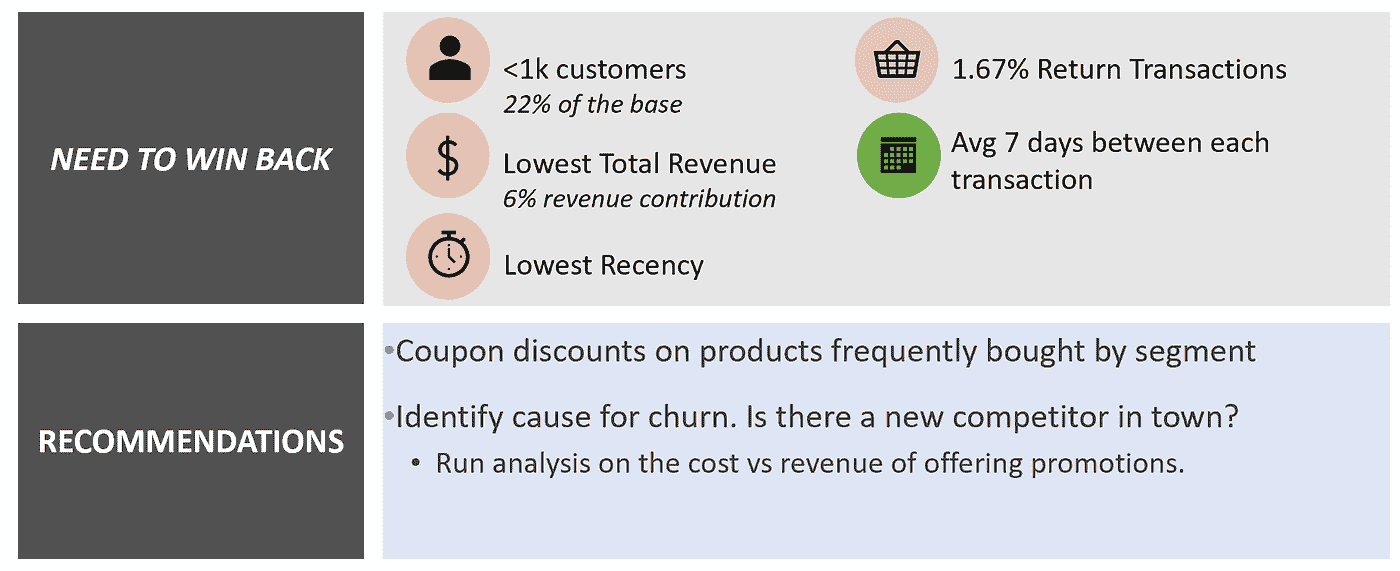 NEED TO WIN BACK
<1k customers
22% of the base
Lowest Total Revenue
6% revenue contribution
Lowest Recency
1.67% Return Transactions
Avg 7 days between each
transaction
RECOMMENDATIONS
•Coupon discounts on products frequently bought by segment
•Identify cause for churn. Is there a new competitor in town?
• Run analysis on the cost vs revenue of offering promotions.